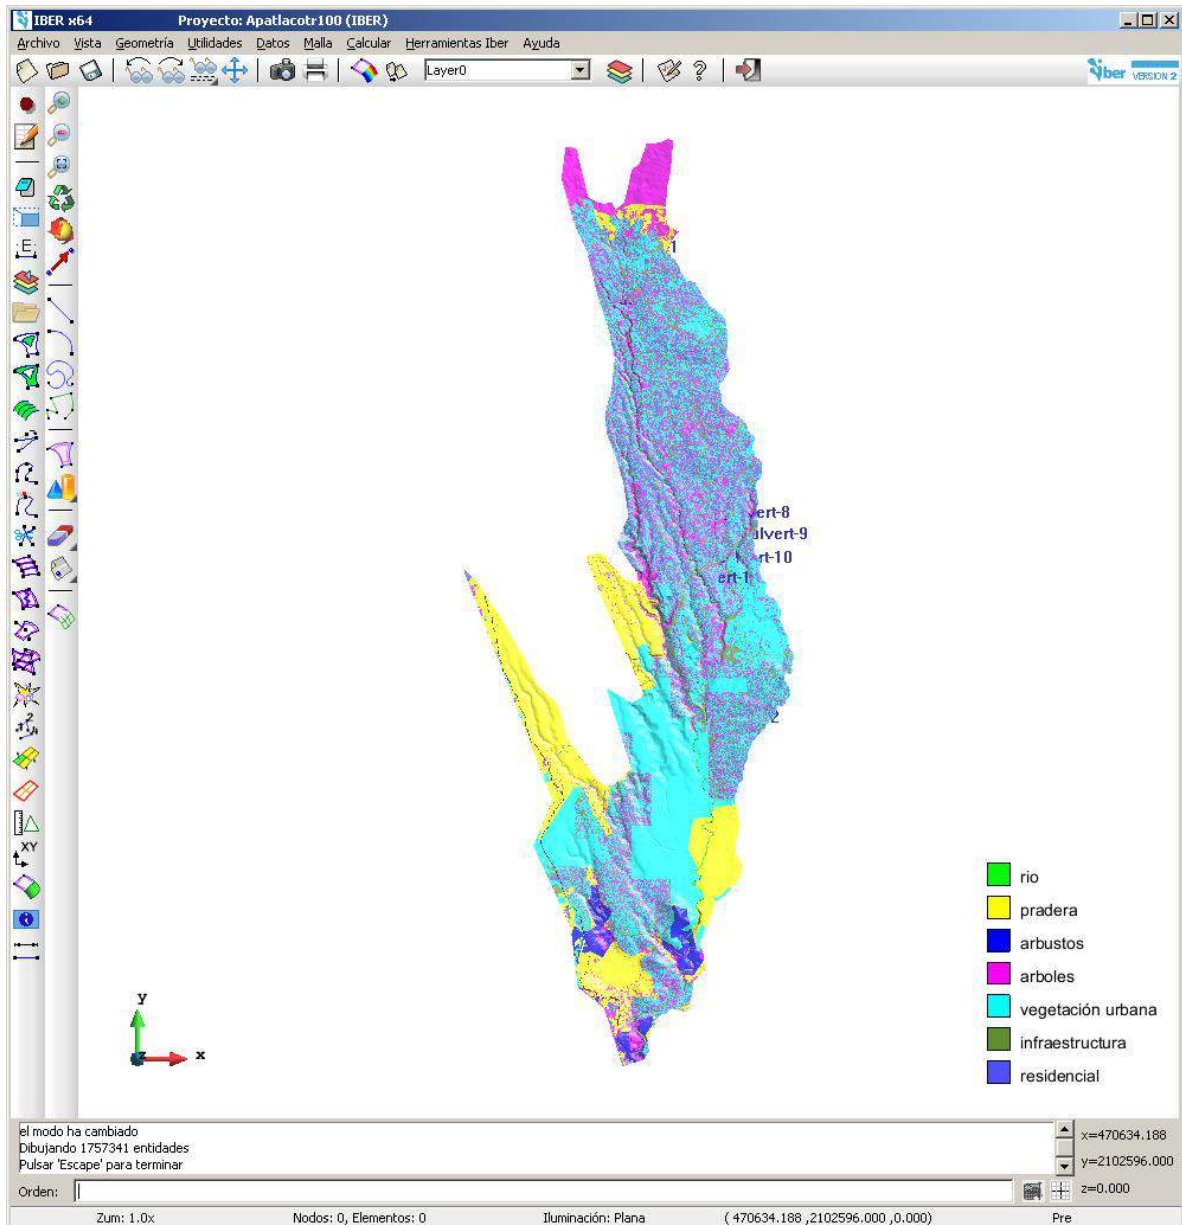 IBER x64 Proyecto: Apatlacotr100 (IBER)
Archivo Vista Geometría Utilidades Datos Malla Calcular Herramientas Iber Ayuda
Layer0
iber VERSION 2
1
ert-8
lvert-9
rt-10
ert-1
2
rio
pradera
arbustos
arboles
vegetación urbana
infraestructura
residencial
y
z x
el modo ha cambiado
Dibujando 1757341 entidades
Pulsar 'Escape' para terminar
x=470634.188
y=2102596.000
z=0.000
Orden:
Zum: 1.0x Nodos: 0, Elementos: 0 Iluminación: Plana ( 470634.188 ,2102596.000 ,0.000) Pre